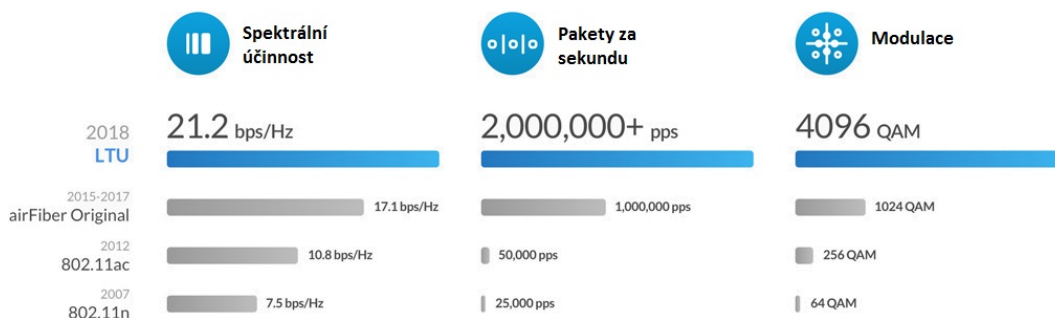 Spektrální
účinnost
Pakety za
sekundu
Modulace
2018
LTU
21.2 bps/Hz
2,000,000+ pps
4096 QAM
2015-2017
airFiber Original
17.1 bps/Hz
1,000,000 pps
1024 QAM
2012
802.11ac
10.8 bps/Hz
50,000 pps
256 QAM
2007
802.11n
7.5 bps/Hz
25,000 pps
64 QAM